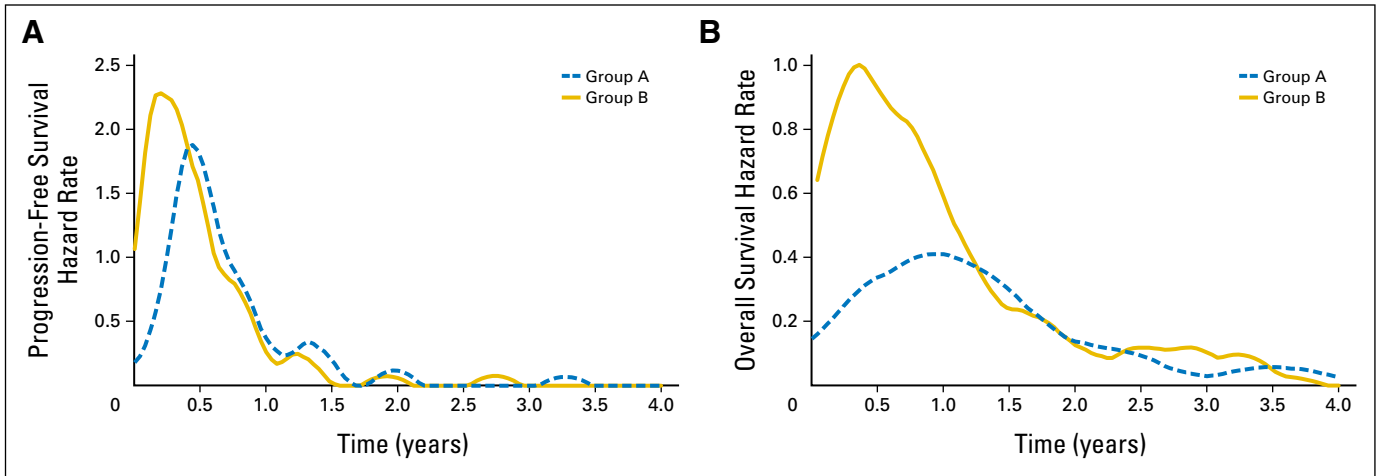 A
B
Progression-Free Survival
Hazard Rate
2.5
2.0
1.5
1.0
0.5
0
0.5
1.0
1.5
2.0
2.5
3.0
3.5
4.0
Time (years)
Group A
Group B
Overall Survival Hazard Rate
1.0
0.8
0.6
0.4
0.2
0
0.5
1.0
1.5
2.0
2.5
3.0
3.5
4.0
Time (years)
Group A
Group B